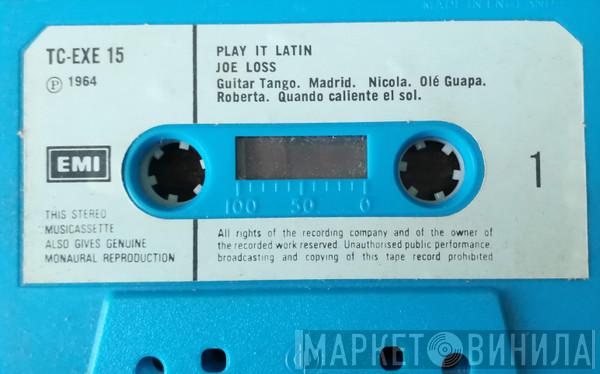 MADE IN ENGLAND
TC-EXE 15
Ⓟ 1964
PLAY IT LATIN
JOE LOSS
Guitar Tango. Madrid. Nicola. Olé Guapa.
Roberta. Quando caliente el sol.
EMI
1
100 50 0
THIS STEREO
MUSICASSETTE
ALSO GIVES GENUINE
MONAURAL REPRODUCTION
All rights of the recording company and of the owner of
the recorded work reserved. Unauthorised public performance,
broadcasting and copying of this tape record prohibited
МАРКЕТ ВИНИЛА